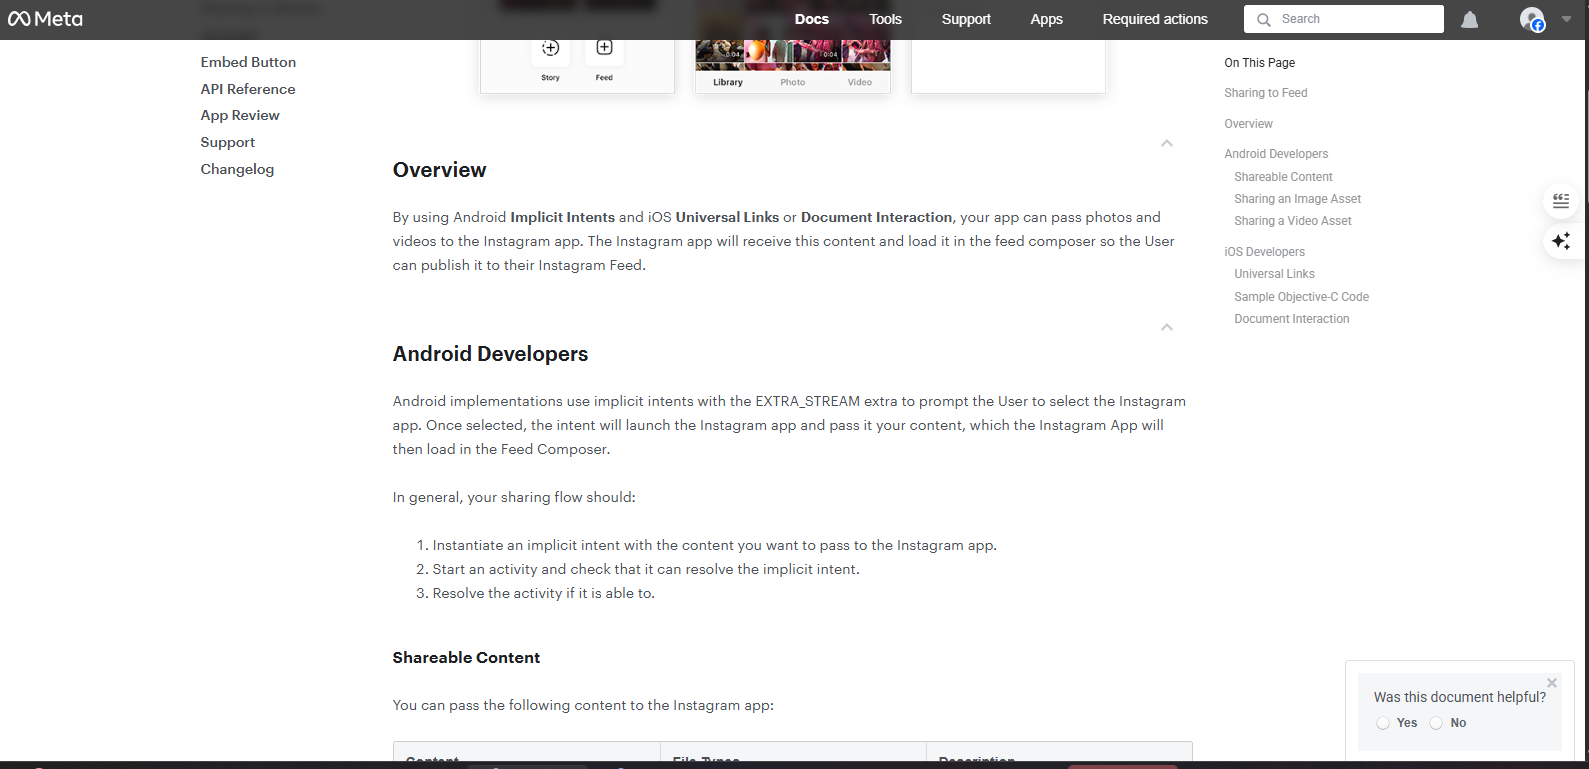 Meta
Docs
Tools
Support
Apps
Required actions
Search
Embed Button
API Reference
App Review
Support
Changelog
Story
Feed
0:04
0:04
Library
Photo
Video
Overview
By using Android Implicit Intents and iOS Universal Links or Document Interaction, your app can pass photos and
videos to the Instagram app. The Instagram app will receive this content and load it in the feed composer so the User
can publish it to their Instagram Feed.
Android Developers
Android implementations use implicit intents with the EXTRA_STREAM extra to prompt the User to select the Instagram
app. Once selected, the intent will launch the Instagram app and pass it your content, which the Instagram App will
then load in the Feed Composer.
In general, your sharing flow should:
1. Instantiate an implicit intent with the content you want to pass to the Instagram app.
2. Start an activity and check that it can resolve the implicit intent.
3. Resolve the activity if it is able to.
Shareable Content
You can pass the following content to the Instagram app:
Content
File Types
Description
On This Page
Sharing to Feed
Overview
Android Developers
Shareable Content
Sharing an Image Asset
Sharing a Video Asset
iOS Developers
Universal Links
Sample Objective-C Code
Document Interaction
Was this document helpful?
Yes
No